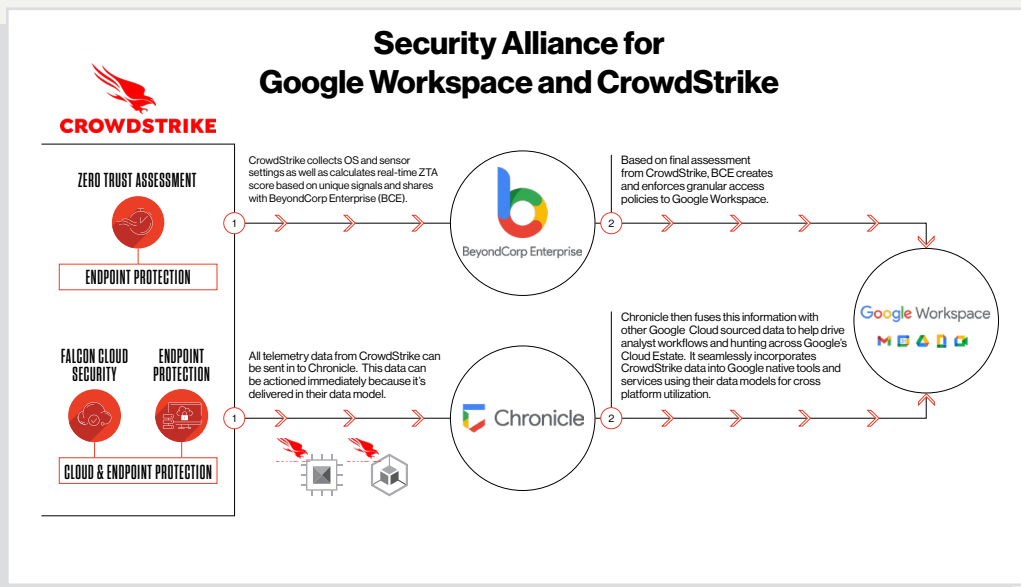 Security Alliance for
Google Workspace and CrowdStrike
CROWDSTRIKE
ZERO TRUST ASSESSMENT
ENDPOINT PROTECTION
1
CrowdStrike collects OS and sensor
settings as well as calculates real-time ZTA
score based on unique signals and shares
with BeyondCorp Enterprise (BCE).
BeyondCorp Enterprise
2
Based on final assessment
from CrowdStrike, BCE creates
and enforces granular access
policies to Google Workspace.
Google Workspace
FALCON CLOUD
SECURITY
ENDPOINT
PROTECTION
CLOUD & ENDPOINT PROTECTION
1
All telemetry data from CrowdStrike can
be sent in to Chronicle. This data can
be actioned immediately because it's
delivered in their data model.
Chronicle
2
Chronicle then fuses this information with
other Google Cloud sourced data to help drive
analyst workflows and hunting across Google's
Cloud Estate. It seamlessly incorporates
CrowdStrike data into Google native tools and
services using their data models for cross
platform utilization.